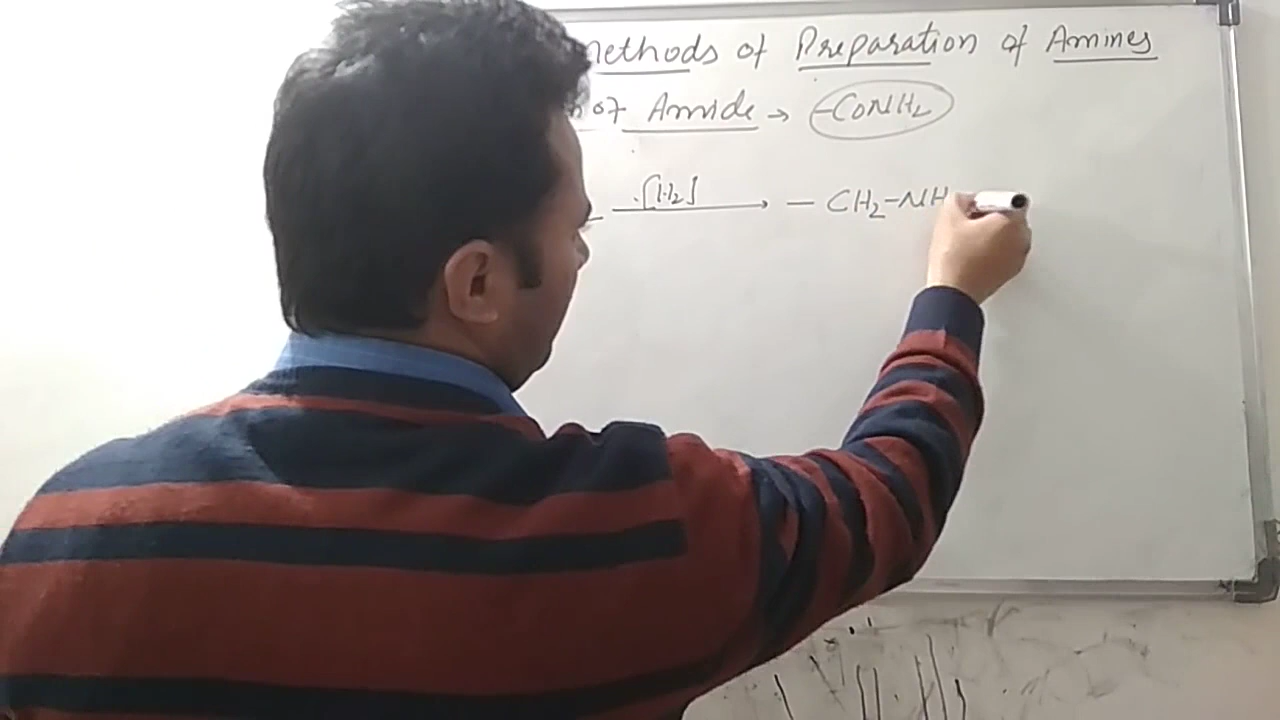 methods of Preparation of Amines
of Amide → -CONH2
[H2] → - CH2-NH